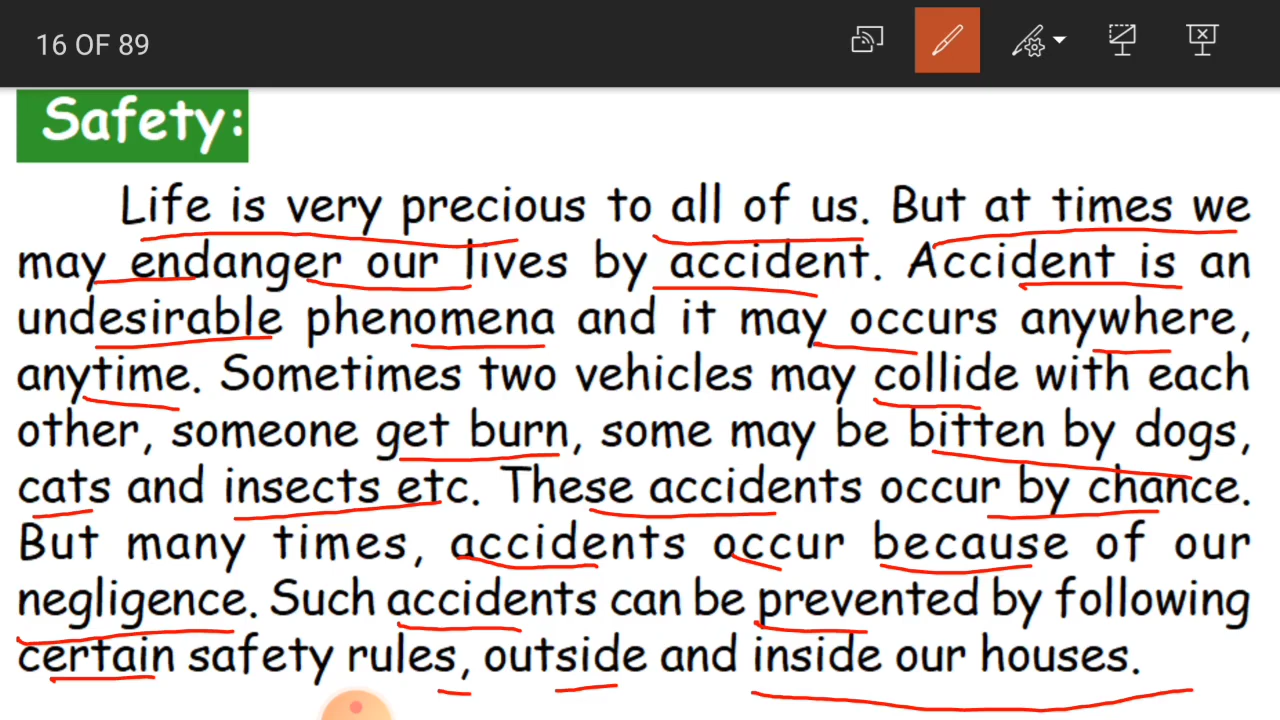 16 OF 89
Safety:
Life is very precious to all of us. But at times we
may endanger our lives by accident. Accident is an
undesirable phenomena and it may occurs anywhere,
anytime. Sometimes two vehicles may collide with each
other, someone get burn, some may be bitten by dogs,
cats and insects etc. These accidents occur by chance.
But many times, accidents occur because of our
negligence. Such accidents can be prevented by following
certain safety rules, outside and inside our houses.